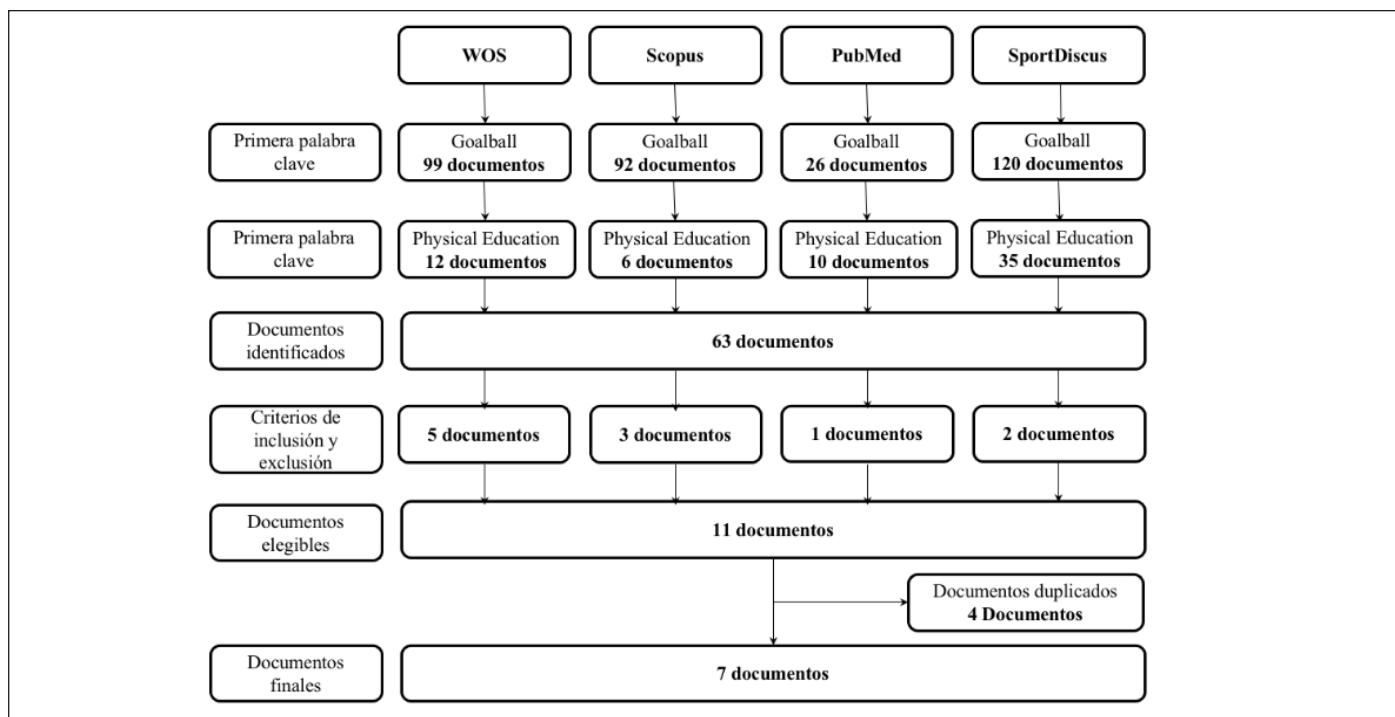 WOS
Scopus
PubMed
SportDiscus
Primera palabra
clave
Goalball
99 documentos
Goalball
92 documentos
Goalball
26 documentos
Goalball
120 documentos
Primera palabra
clave
Physical Education
12 documentos
Physical Education
6 documentos
Physical Education
10 documentos
Physical Education
35 documentos
Documentos
identificados
63 documentos
Criterios de
inclusión y
exclusión
5 documentos
3 documentos
1 documentos
2 documentos
Documentos
elegibles
11 documentos
Documentos duplicados
4 Documentos
Documentos
finales
7 documentos